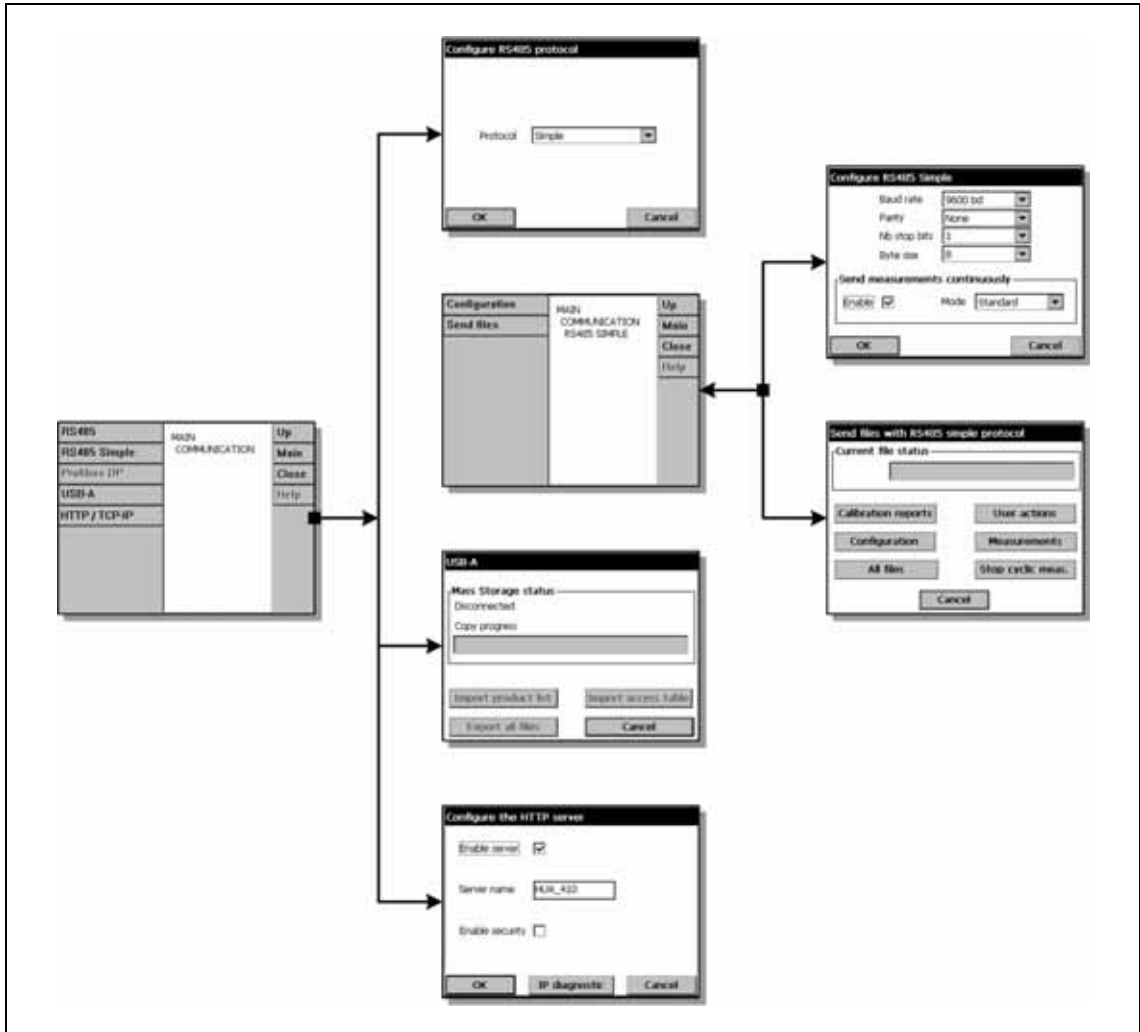 Configure RS485 protocol
Protocol Simple
OK Cancel
Configure RS485 Simple
Baud rate 9600 bd
Parity None
Nb stop bits 1
Byte size 8
Send measurements continuously
Enable Mode Standard
OK Cancel
Configuration
Send files
MAIN
COMMUNICATION
RS485 SIMPLE
Up
Main
Close
Help
RS485
RS485 Simple
Profibus DP
USB-A
HTTP / TCP-IP
MAIN
COMMUNICATION
Up
Main
Close
Help
Send files with RS485 simple protocol
Current file status
Calibration reports User actions
Configuration Measurements
All files Stop cyclic meas.
Cancel
USB-A
Mass Storage status
Disconnected
Copy progress
Import product list Import access table
Export all files Cancel
Configure the HTTP server
Enable server
Server name
Enable security
OK IP diagnostic Cancel